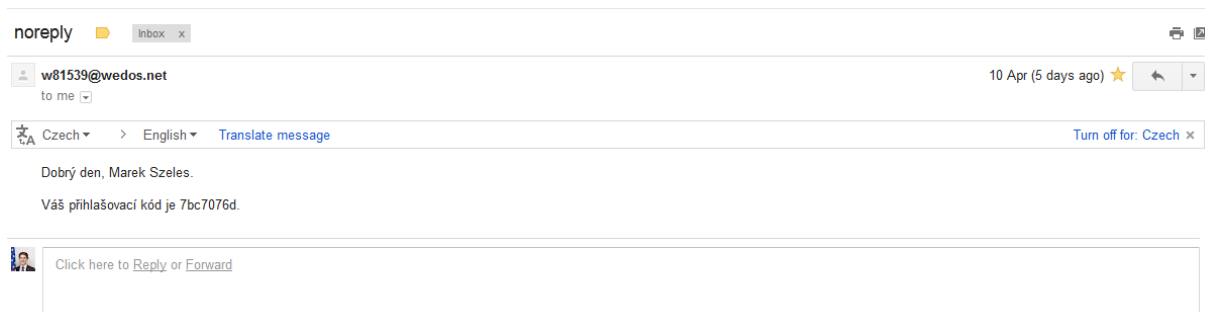 noreply Inbox x
w81539@wedos.net 10 Apr (5 days ago)
to me
Czech > English Translate message Turn off for: Czech ×
Dobrý den, Marek Szeles.
Váš přihlašovací kód je 7bc7076d.
Click here to Reply or Forward